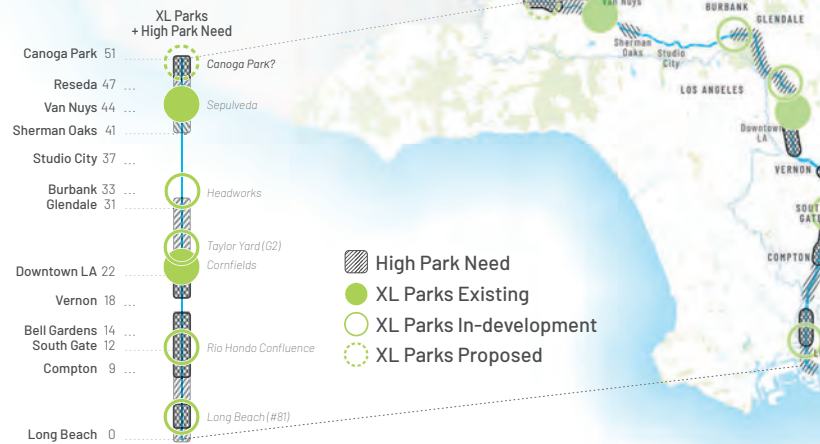 XL Parks
+ High Park Need
Canoga Park 51
Canoga Park?
Reseda 47 ...
Van Nuys 44 ...
Sepulveda
Sherman Oaks 41
Studio City 37 ...
Burbank 33
Headworks
Glendale 31
Taylor Yard (G2)
Cornfields
Downtown LA 22
Vernon 18 ...
Bell Gardens 14
South Gate 12
Rio Hondo Confluence
Compton 9 ...
Long Beach (#81)
Long Beach 0
High Park Need
XL Parks Existing
XL Parks In-development
XL Parks Proposed
Van Nuys
BURBANK
GLENDALE
Sherman
Oaks
Studio
City
LOS ANGELES
Downtown
LA
VERNON
SOUT
GATE
COMPTON